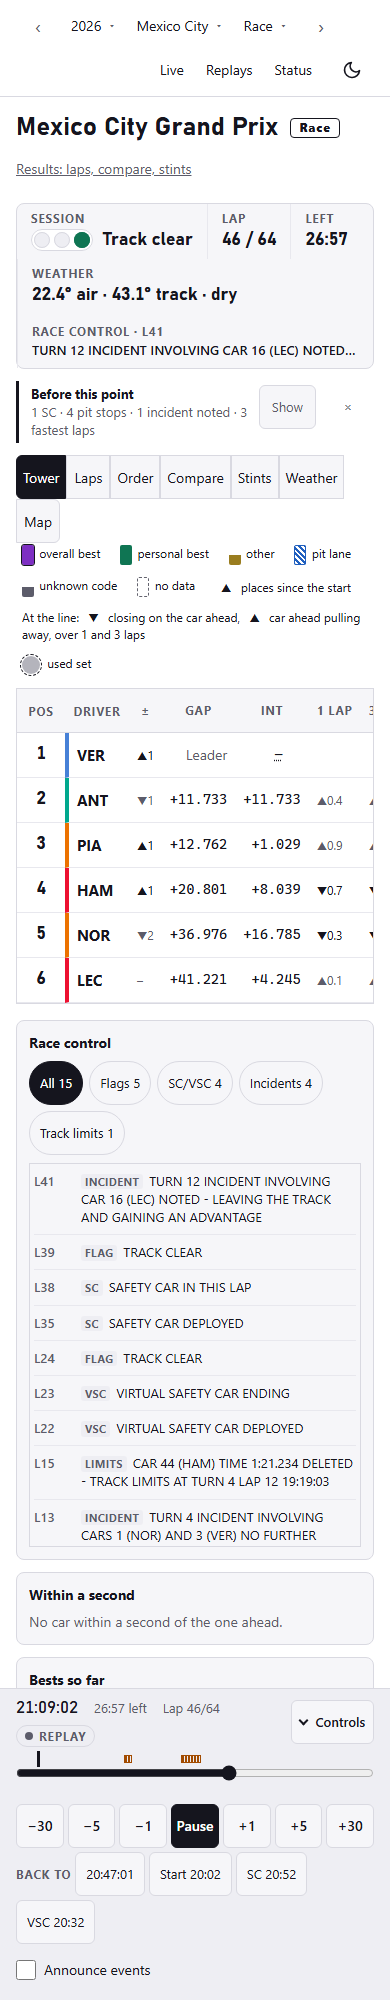 ‹ 2026 Mexico City Race ›
Live Replays Status
Mexico City Grand Prix Race
Results: laps, compare, stints
SESSION LAP LEFT
Track clear 46 / 64 26:57
WEATHER
22.4° air · 43.1° track · dry
RACE CONTROL · L41
TURN 12 INCIDENT INVOLVING CAR 16 (LEC) NOTED…
Before this point
1 SC · 4 pit stops · 1 incident noted · 3
fastest laps
Show ×
Tower Laps Order Compare Stints Weather
Map
overall best personal best other pit lane
unknown code no data ▲ places since the start
At the line: ▼ closing on the car ahead, ▲ car ahead pulling
away, over 1 and 3 laps
used set
POS DRIVER ± GAP INT 1 LAP 3
1 VER ▲1 Leader –
2 ANT ▼1 +11.733 +11.733 ▲0.4
3 PIA ▲1 +12.762 +1.029 ▲0.9
4 HAM ▲1 +20.801 +8.039 ▼0.7
5 NOR ▼2 +36.976 +16.785 ▼0.3
6 LEC – +41.221 +4.245 ▲0.1
Race control
All 15 Flags 5 SC/VSC 4 Incidents 4
Track limits 1
L41 INCIDENT TURN 12 INCIDENT INVOLVING
CAR 16 (LEC) NOTED - LEAVING THE TRACK
AND GAINING AN ADVANTAGE
L39 FLAG TRACK CLEAR
L38 SC SAFETY CAR IN THIS LAP
L35 SC SAFETY CAR DEPLOYED
L24 FLAG TRACK CLEAR
L23 VSC VIRTUAL SAFETY CAR ENDING
L22 VSC VIRTUAL SAFETY CAR DEPLOYED
L15 LIMITS CAR 44 (HAM) TIME 1:21.234 DELETED
- TRACK LIMITS AT TURN 4 LAP 12 19:19:03
L13 INCIDENT TURN 4 INCIDENT INVOLVING
CARS 1 (NOR) AND 3 (VER) NO FURTHER
Within a second
No car within a second of the one ahead.
Bests so far
21:09:02 26:57 left Lap 46/64
REPLAY
Controls
−30 −5 −1 Pause +1 +5 +30
BACK TO 20:47:01 Start 20:02 SC 20:52
VSC 20:32
Announce events